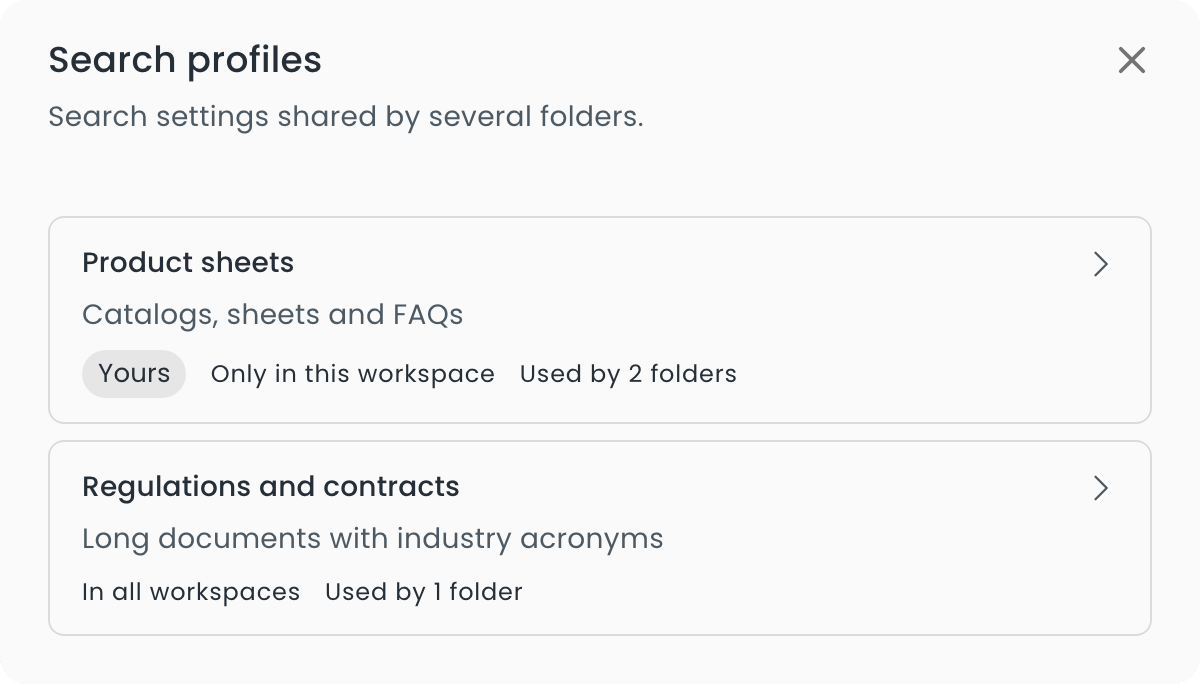 Search profiles
Search settings shared by several folders.
Product sheets
Catalogs, sheets and FAQs
Yours Only in this workspace Used by 2 folders
Regulations and contracts
Long documents with industry acronyms
In all workspaces Used by 1 folder